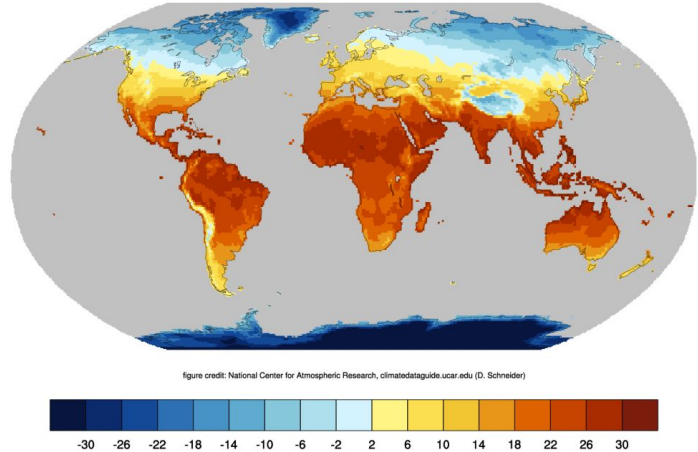 figure credit: National Center for Atmospheric Research, climatedataguide.ucar.edu (D. Schneider)
-30 -26 -22 -18 -14 -10 -6 -2 2 6 10 14 18 22 26 30